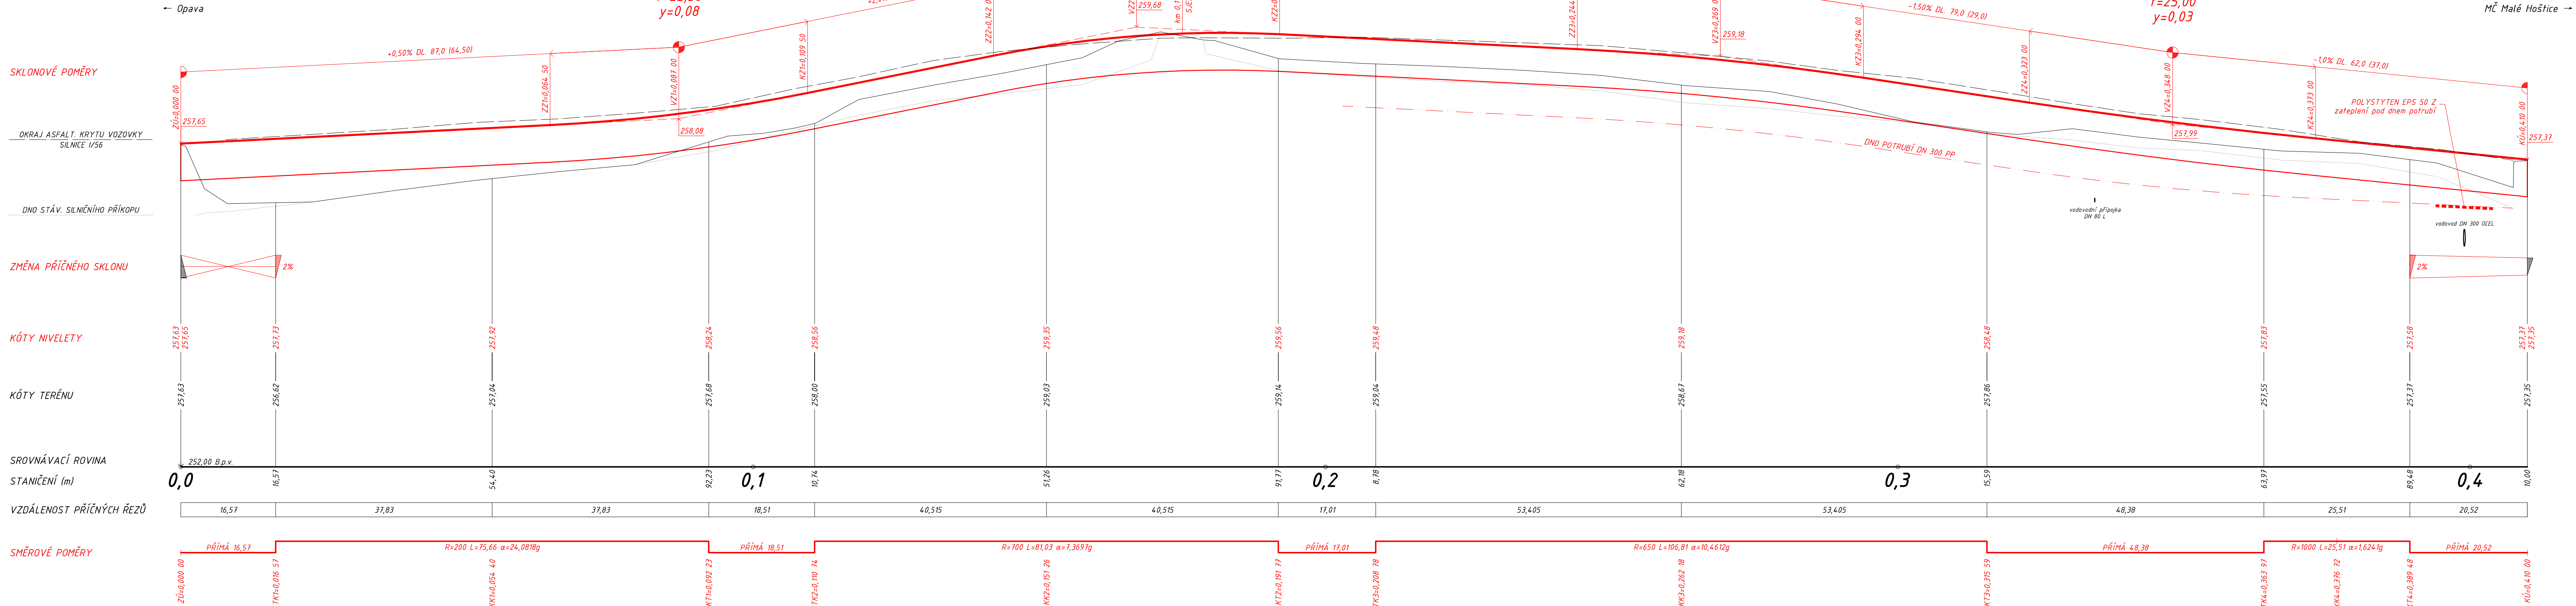 ← Opava
y=0,08
259,68
r=25,00
y=0,03
MČ Malé Hoštice →
SKLONOVÉ POMĚRY
+0,50% DL. 87,0 (64,50)
-1,50% DL. 79,0 (29,0)
-1,0% DL. 62,0 (37,0)
ZÚ=0,000 00
ZZ1=0,064 50
VZ1=0,087 00
KZ1=0,109 50
KZ3=0,294 00
ZZ4=0,323 00
VZ4=0,348 00
KZ4=0,373 00
KÚ=0,410 00
257,65
258,08
259,18
257,99
257,37
POLYSTYTEN EPS 50 Z
zateplení pod dnem potrubí
OKRAJ ASFALT. KRYTU VOZOVKY
SILNICE I/56
DNO POTRUBÍ DN 300 PP
DNO STÁV. SILNIČNÍHO PŘÍKOPU
vodovodní přípojka
DN 80 L
vodovod DN 300 OCEL
ZMĚNA PŘÍČNÉHO SKLONU
2%
2%
KÓTY NIVELETY
257,63
257,65
257,73
257,92
258,24
258,56
259,35
259,56
259,48
259,18
258,48
257,83
257,58
257,37
257,35
KÓTY TERÉNU
257,63
256,62
257,04
257,68
258,00
259,03
259,14
259,04
258,67
257,86
257,55
257,37
257,35
SROVNÁVACÍ ROVINA
252,00 B.p.v.
STANIČENÍ (m)
0,0
16,57
54,40
92,23
0,1
10,74
51,26
91,77
0,2
8,78
62,18
0,3
15,59
63,97
89,48
0,4
10,00
VZDÁLENOST PŘÍČNÝCH ŘEZŮ
16,57
37,83
37,83
18,51
40,515
40,515
17,01
53,405
53,405
48,38
25,51
20,52
SMĚROVÉ POMĚRY
PŘÍMÁ 16,57
R=200 L=75,66 α=24,0818g
PŘÍMÁ 18,51
R=700 L=81,03 α=7,3697g
PŘÍMÁ 17,01
R=650 L=106,81 α=10,4612g
PŘÍMÁ 48,38
R=1000 L=25,51 α=1,6241g
PŘÍMÁ 20,52
ZÚ=0,000 00
TK1=0,016 57
KK1=0,054 40
KT1=0,092 23
TK2=0,110 74
KK2=0,151 26
KT2=0,191 77
TK3=0,208 78
KK3=0,262 18
KT3=0,315 59
TK4=0,363 97
KK4=0,376 72
KT4=0,389 48
KÚ=0,410 00